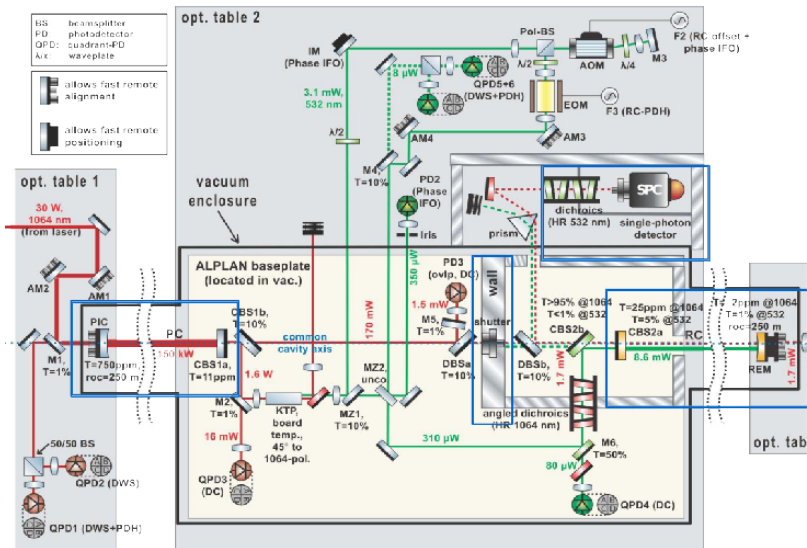 BS beamsplitter
PD photodetector
QPD: quadrant-PD
λ/x: waveplate
allows fast remote
alignment
allows fast remote
positioning
opt. table 2
IM
(Phase IFO)
8 µW
3.1 mW,
532 nm
QPD5+6
(DWS+PDH)
Pol-BS
λ/2
AOM
λ/4
M3
F2 (RC offset +
phase IFO)
EOM
F3 (RC-PDH)
AM3
AM4
λ/2
M4,
T=10%
PD2
(Phase
IFO)
Iris
350 µW
opt. table 1
30 W,
1064 nm
(from laser)
AM2
AM1
vacuum
enclosure
prism
dichroics
(HR 532 nm)
SPC
single-photon
detector
ALPLAN baseplate
(located in vac.)
PIC
PC
150 kW
M1,
T=1%
T=750ppm,
roc=250 m
CBS1a,
T=11ppm
CBS1b,
T=10%
common
cavity axis
170 mW
PD3
(ovlp, DC)
1.5 mW
M5,
T=1%
wall
shutter
DBSa
T=10%
DBSb,
T=10%
T>95% @1064
T<1% @532
CBS2b
T=25ppm @1064
T=5% @532
CBS2a
RC
8.6 mW
2ppm @1064
T=1% @532
roc=250 m
REM
1.7 mW
opt. tab
1.6 W
M2,
T=1%
KTP,
board
temp.,
45° to
1064-pol.
MZ1,
T=10%
MZ2,
unco
1.7 mW
angled dichroics
(HR 1064 nm)
16 mW
QPD3
(DC)
310 µW
M6,
T=50%
80 µW
QPD4 (DC)
50/50 BS
QPD2 (DWS)
QPD1 (DWS+PDH)